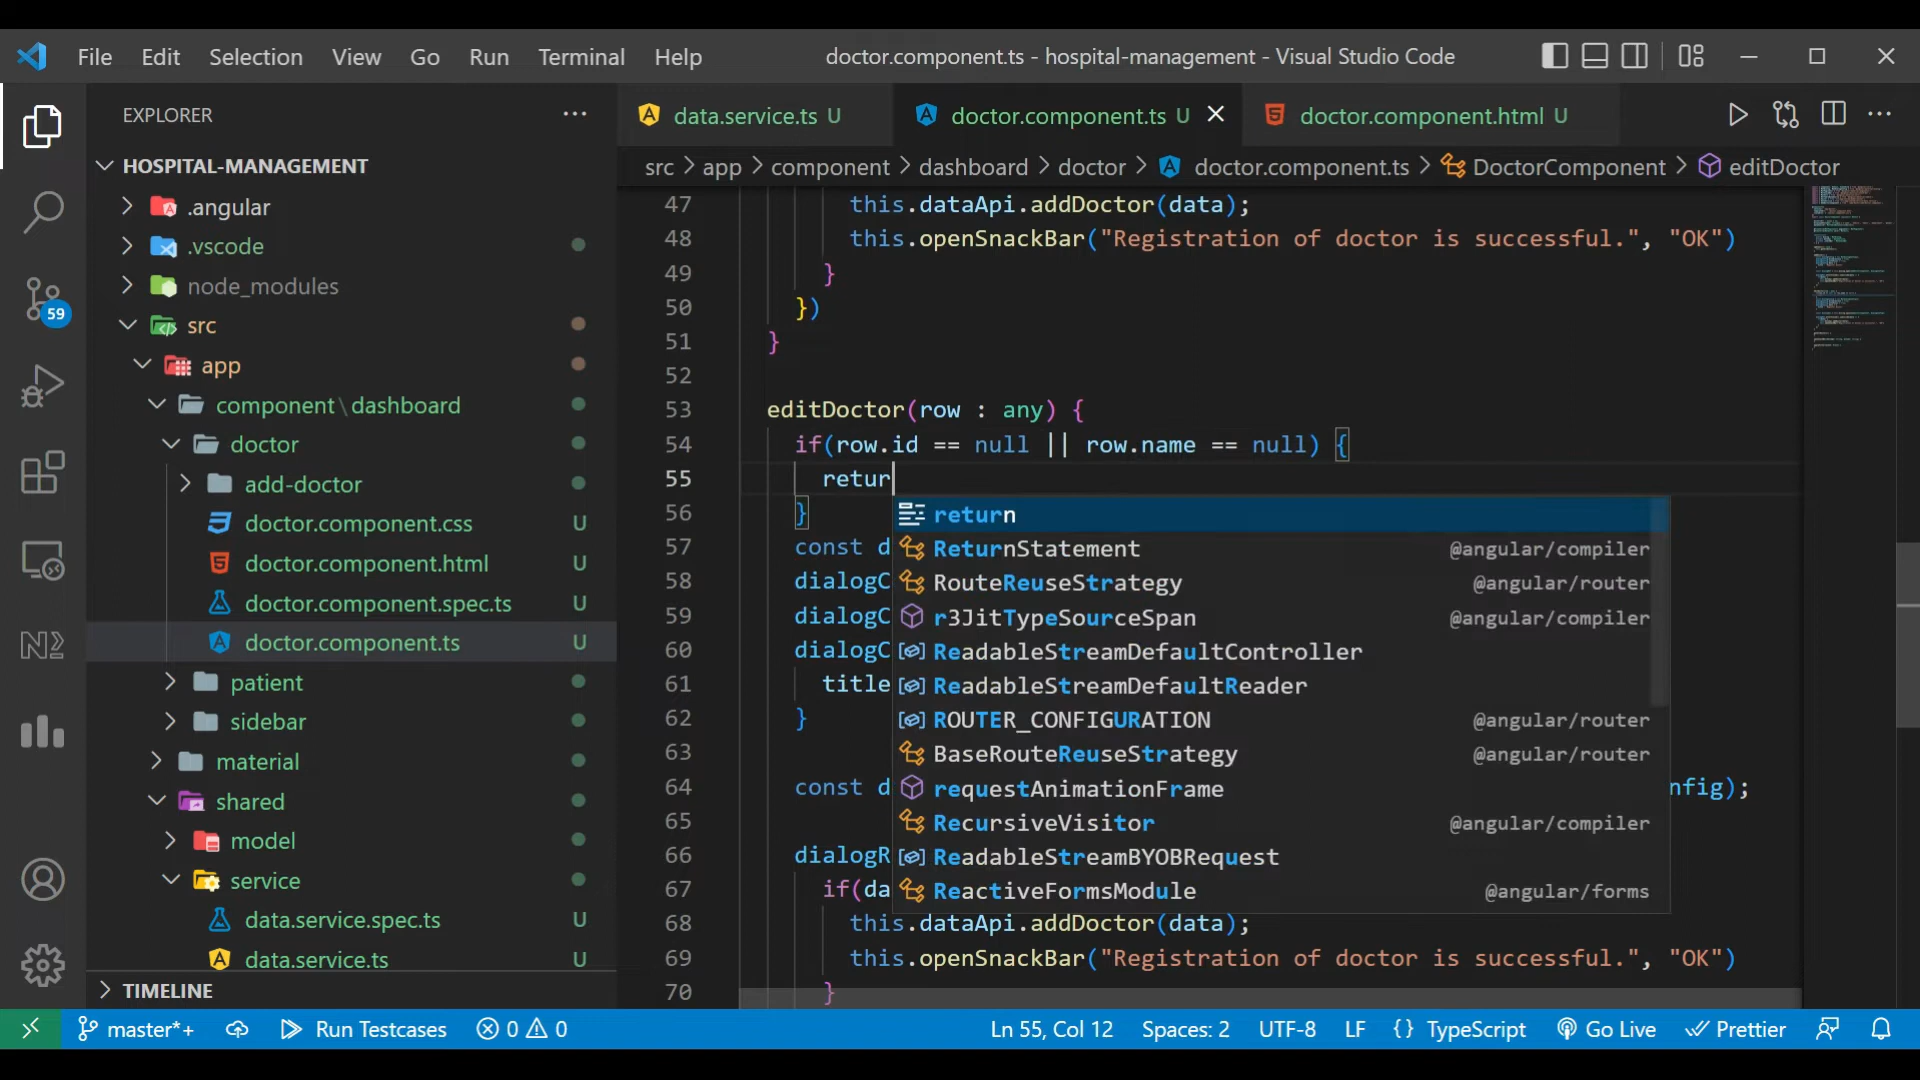 File Edit Selection View Go Run Terminal Help
doctor.component.ts - hospital-management - Visual Studio Code
EXPLORER
HOSPITAL-MANAGEMENT
.angular
.vscode
node_modules
src
app
component\dashboard
doctor
add-doctor
doctor.component.css U
doctor.component.html U
doctor.component.spec.ts U
doctor.component.ts U
patient
sidebar
material
shared
model
service
data.service.spec.ts U
data.service.ts U
TIMELINE
59
data.service.ts U
doctor.component.ts U
doctor.component.html U
src > app > component > dashboard > doctor > doctor.component.ts > DoctorComponent > editDoctor
47 this.dataApi.addDoctor(data);
48 this.openSnackBar("Registration of doctor is successful.", "OK")
49 }
50 })
51 }
52
53 editDoctor(row : any) {
54 if(row.id == null || row.name == null) {
55 retur
56 }
57 const d
58 dialogC
59 dialogC
60 dialogC
61 title
62 }
63
64 const d nfig);
65
66 dialogR
67 if(da
68 this.dataApi.addDoctor(data);
69 this.openSnackBar("Registration of doctor is successful.", "OK")
70 }
return
ReturnStatement @angular/compiler
RouteReuseStrategy @angular/router
r3JitTypeSourceSpan @angular/compiler
ReadableStreamDefaultController
ReadableStreamDefaultReader
ROUTER_CONFIGURATION @angular/router
BaseRouteReuseStrategy @angular/router
requestAnimationFrame
RecursiveVisitor @angular/compiler
ReadableStreamBYOBRequest
ReactiveFormsModule @angular/forms
master*+ Run Testcases 0 0 Ln 55, Col 12 Spaces: 2 UTF-8 LF {} TypeScript Go Live Prettier